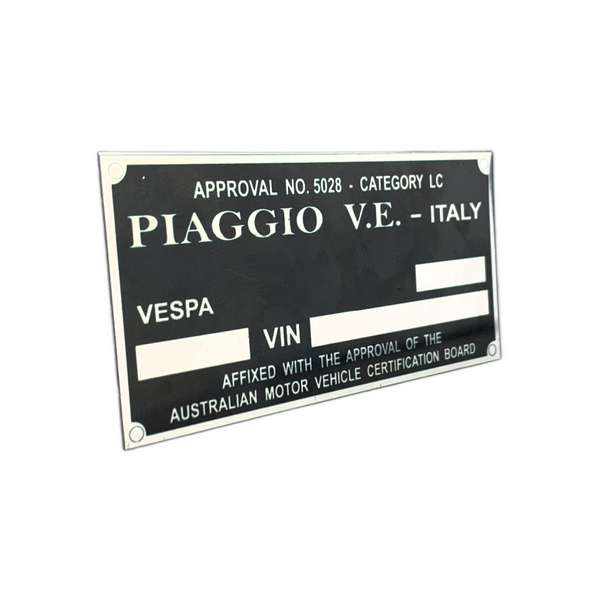 APPROVAL NO. 5028 - CATEGORY LC
PIAGGIO V.E. - ITALY
VESPA
VIN
AFFIXED WITH THE APPROVAL OF THE
AUSTRALIAN MOTOR VEHICLE CERTIFICATION BOARD